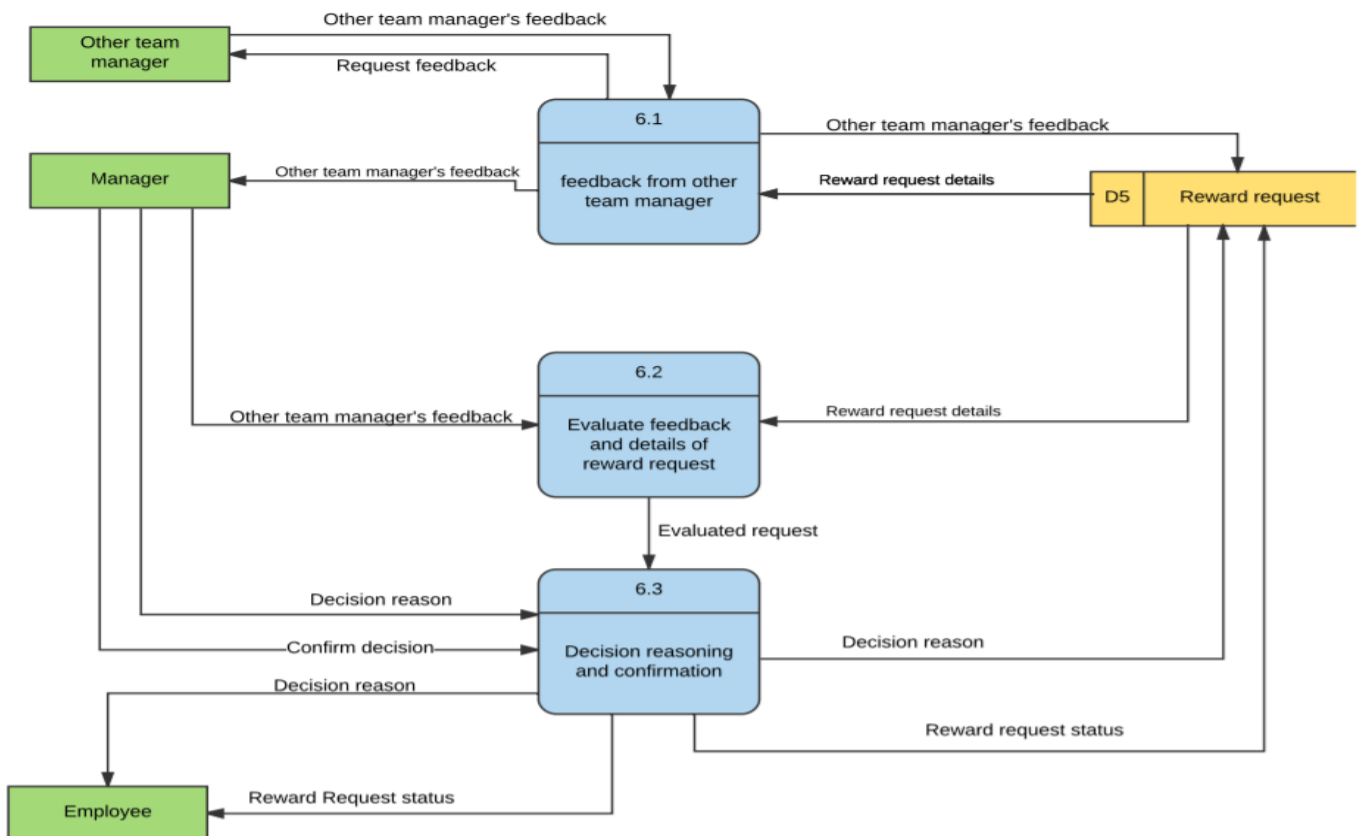 Other team manager's feedback
Other team
manager
Request feedback
6.1
Other team manager's feedback
Manager
Other team manager's feedback
feedback from other
team manager
Reward request details
D5
Reward request
6.2
Other team manager's feedback
Evaluate feedback
and details of
reward request
Reward request details
Evaluated request
6.3
Decision reason
Confirm decision
Decision reasoning
and confirmation
Decision reason
Decision reason
Reward request status
Employee
Reward Request status